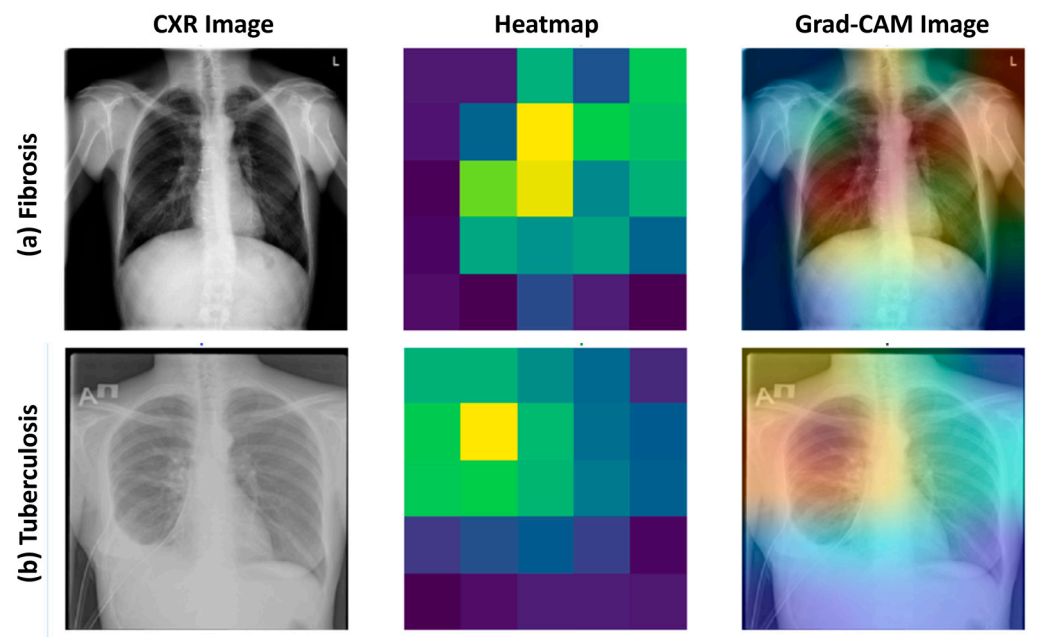 CXR Image
Heatmap
Grad-CAM Image
(a) Fibrosis
L
L
(b) Tuberculosis
A
A